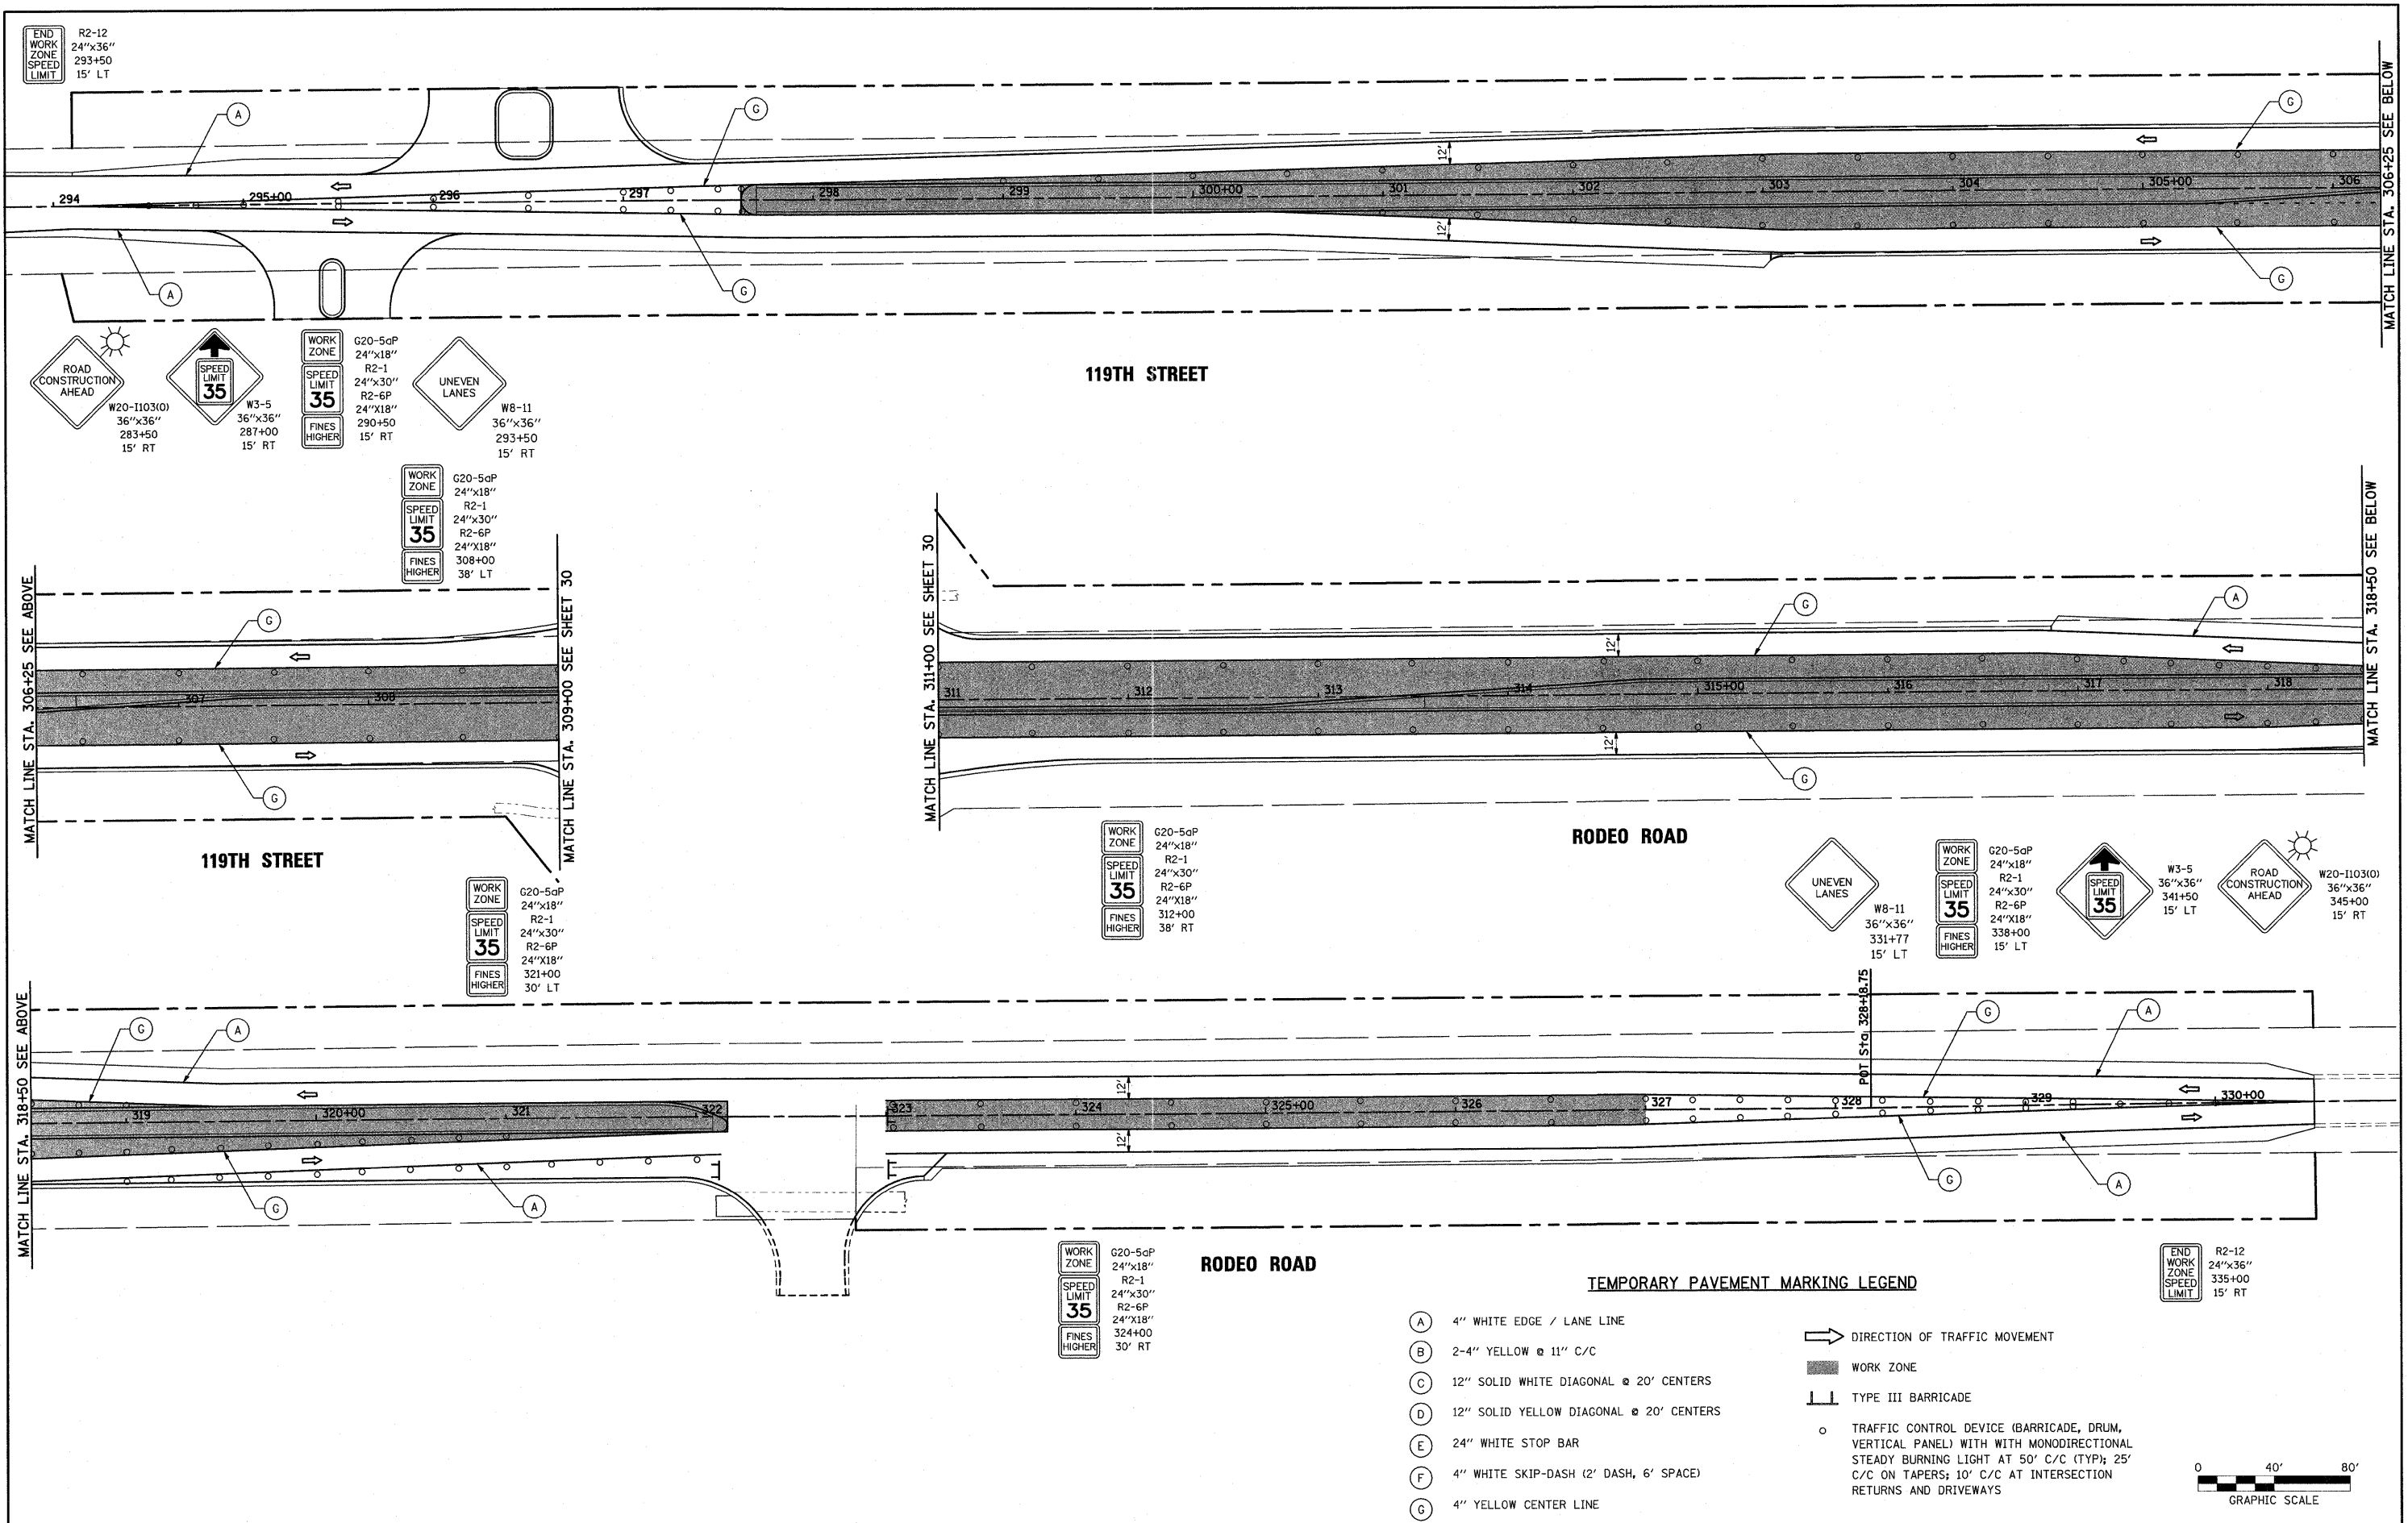 END
WORK
ZONE
SPEED
LIMIT
R2-12
24"x36"
293+50
15' LT
A
G
G
294
295+00
296
297
298
299
300+00
301
302
303
304
305+00
306
12'
12'
A
G
G
MATCH LINE STA. 306+25 SEE BELOW
ROAD
CONSTRUCTION
AHEAD
W20-I103(O)
36"x36"
283+50
15' RT
SPEED
LIMIT
35
W3-5
36"x36"
287+00
15' RT
WORK
ZONE
SPEED
LIMIT
35
FINES
HIGHER
G20-5aP
24"x18"
R2-1
24"x30"
R2-6P
24"X18"
290+50
15' RT
UNEVEN
LANES
W8-11
36"x36"
293+50
15' RT
119TH STREET
WORK
ZONE
SPEED
LIMIT
35
FINES
HIGHER
G20-5aP
24"x18"
R2-1
24"x30"
R2-6P
24"X18"
308+00
38' LT
MATCH LINE STA. 306+25 SEE ABOVE
G
307
308
G
MATCH LINE STA. 309+00 SEE SHEET 30
119TH STREET
MATCH LINE STA. 311+00 SEE SHEET 30
G
A
12'
311
312
313
314
315+00
316
317
318
12'
G
MATCH LINE STA. 318+50 SEE BELOW
RODEO ROAD
WORK
ZONE
SPEED
LIMIT
35
FINES
HIGHER
G20-5aP
24"x18"
R2-1
24"x30"
R2-6P
24"X18"
321+00
30' LT
WORK
ZONE
SPEED
LIMIT
35
FINES
HIGHER
G20-5aP
24"x18"
R2-1
24"x30"
R2-6P
24"X18"
312+00
38' RT
UNEVEN
LANES
W8-11
36"x36"
331+77
15' LT
WORK
ZONE
SPEED
LIMIT
35
FINES
HIGHER
G20-5aP
24"x18"
R2-1
24"x30"
R2-6P
24"X18"
338+00
15' LT
SPEED
LIMIT
35
W3-5
36"x36"
341+50
15' LT
ROAD
CONSTRUCTION
AHEAD
W20-I103(O)
36"x36"
345+00
15' RT
MATCH LINE STA. 318+50 SEE ABOVE
G
A
G
A
POT Sta 328+18.75
12'
319
320+00
321
322
323
324
325+00
326
327
328
329
330+00
12'
G
A
G
A
WORK
ZONE
SPEED
LIMIT
35
FINES
HIGHER
G20-5aP
24"x18"
R2-1
24"x30"
R2-6P
24"X18"
324+00
30' RT
RODEO ROAD
END
WORK
ZONE
SPEED
LIMIT
R2-12
24"x36"
335+00
15' RT
TEMPORARY PAVEMENT MARKING LEGEND
A 4" WHITE EDGE / LANE LINE
B 2-4" YELLOW @ 11" C/C
C 12" SOLID WHITE DIAGONAL @ 20' CENTERS
D 12" SOLID YELLOW DIAGONAL @ 20' CENTERS
E 24" WHITE STOP BAR
F 4" WHITE SKIP-DASH (2' DASH, 6' SPACE)
G 4" YELLOW CENTER LINE
DIRECTION OF TRAFFIC MOVEMENT
WORK ZONE
TYPE III BARRICADE
TRAFFIC CONTROL DEVICE (BARRICADE, DRUM,
VERTICAL PANEL) WITH WITH MONODIRECTIONAL
STEADY BURNING LIGHT AT 50' C/C (TYP); 25'
C/C ON TAPERS; 10' C/C AT INTERSECTION
RETURNS AND DRIVEWAYS
0 40' 80'
GRAPHIC SCALE